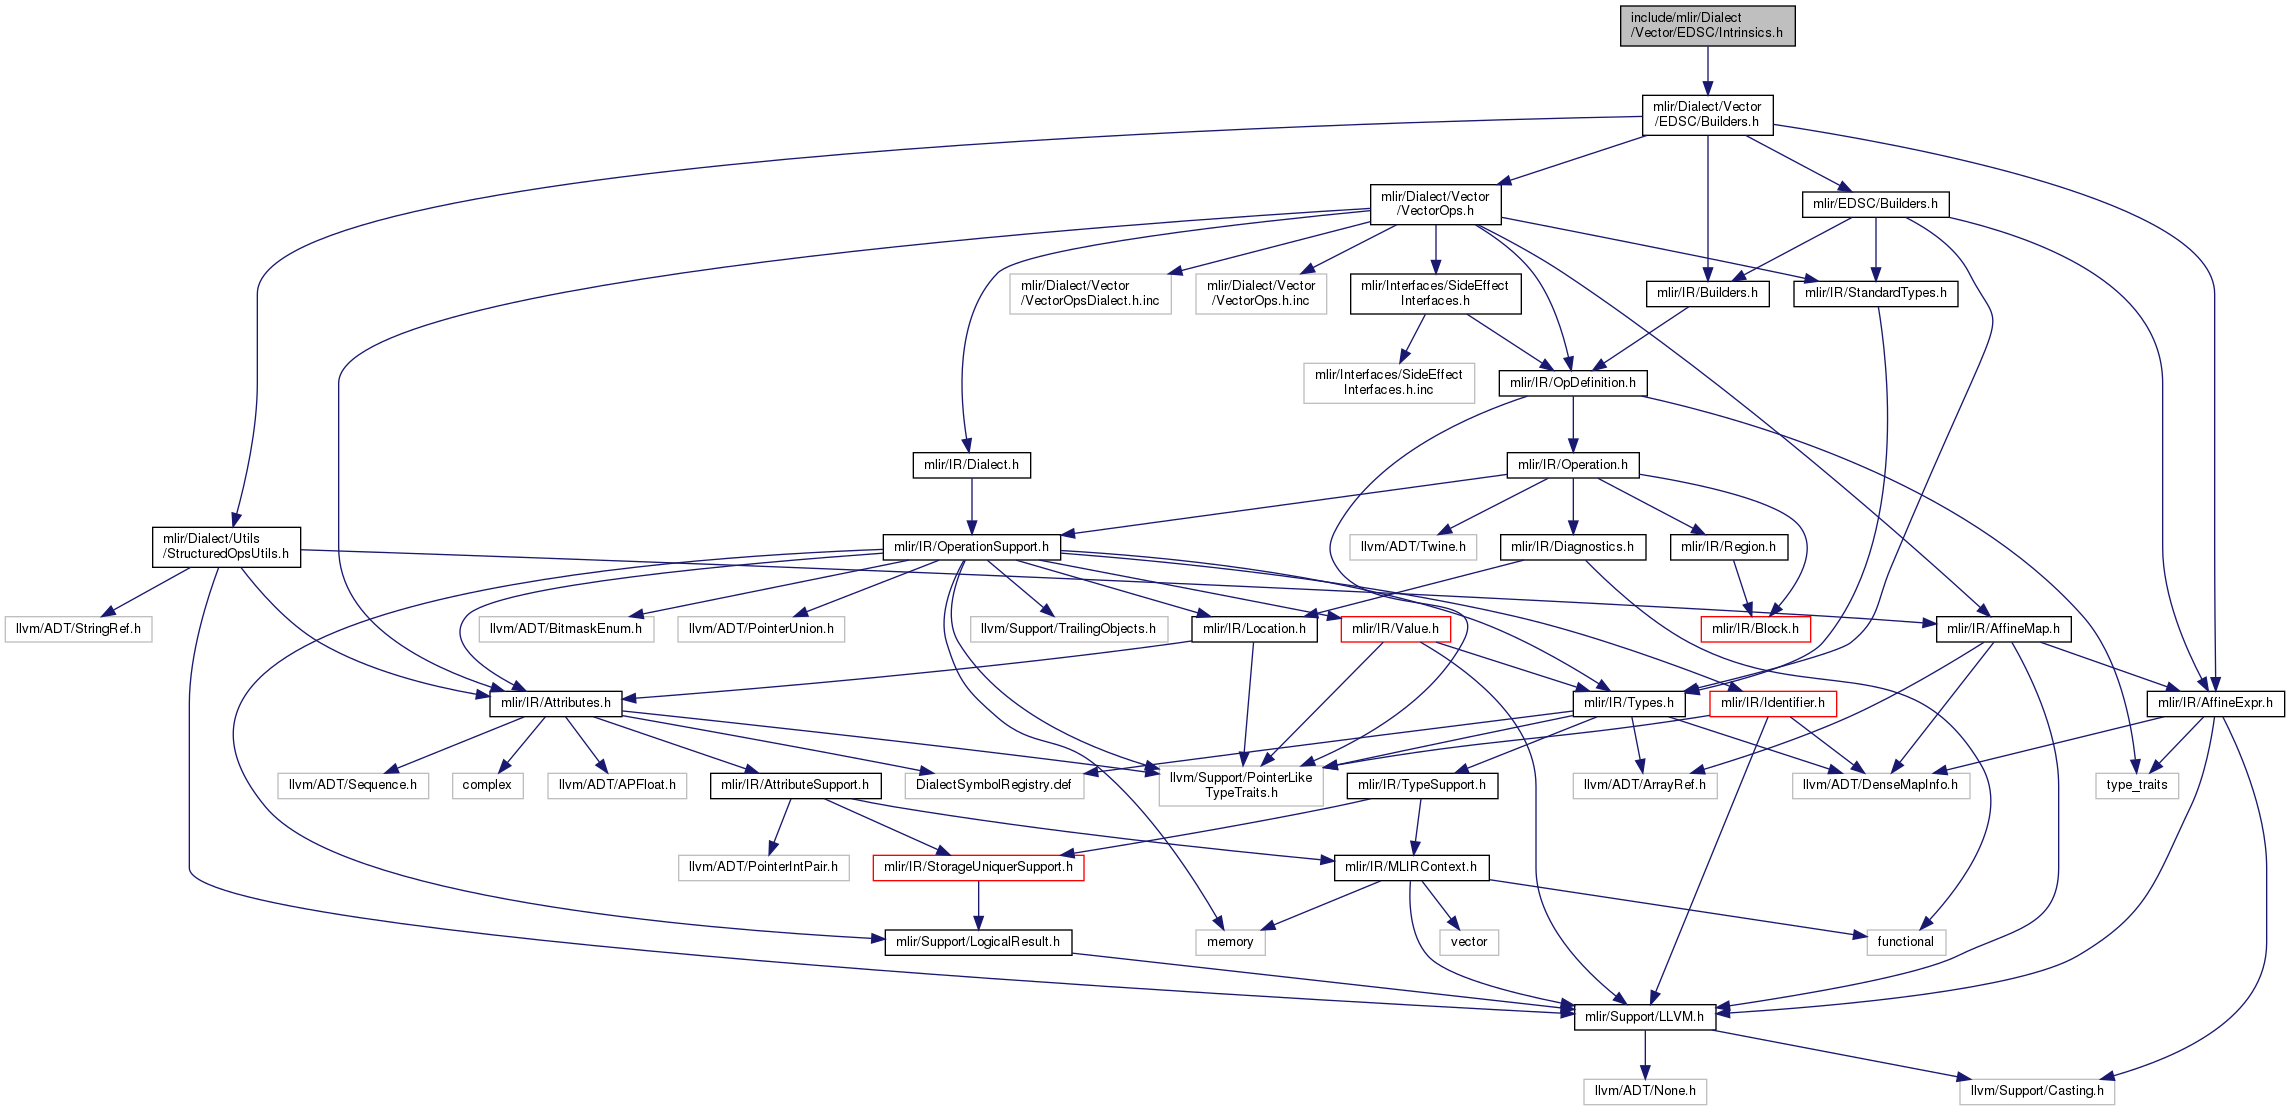 include/mlir/Dialect
/Vector/EDSC/Intrinsics.h
mlir/Dialect/Vector
/EDSC/Builders.h
mlir/Dialect/Vector
/VectorOps.h
mlir/EDSC/Builders.h
mlir/Dialect/Vector
/VectorOpsDialect.h.inc
mlir/Dialect/Vector
/VectorOps.h.inc
mlir/Interfaces/SideEffect
Interfaces.h
mlir/IR/Builders.h
mlir/IR/StandardTypes.h
mlir/Interfaces/SideEffect
Interfaces.h.inc
mlir/IR/OpDefinition.h
mlir/IR/Dialect.h
mlir/IR/Operation.h
mlir/Dialect/Utils
/StructuredOpsUtils.h
mlir/IR/OperationSupport.h
llvm/ADT/Twine.h
mlir/IR/Diagnostics.h
mlir/IR/Region.h
llvm/ADT/StringRef.h
llvm/ADT/BitmaskEnum.h
llvm/ADT/PointerUnion.h
llvm/Support/TrailingObjects.h
mlir/IR/Location.h
mlir/IR/Value.h
mlir/IR/Block.h
mlir/IR/AffineMap.h
mlir/IR/Attributes.h
mlir/IR/Types.h
mlir/IR/Identifier.h
mlir/IR/AffineExpr.h
llvm/ADT/Sequence.h
complex
llvm/ADT/APFloat.h
mlir/IR/AttributeSupport.h
DialectSymbolRegistry.def
llvm/Support/PointerLike
TypeTraits.h
mlir/IR/TypeSupport.h
llvm/ADT/ArrayRef.h
llvm/ADT/DenseMapInfo.h
type_traits
llvm/ADT/PointerIntPair.h
mlir/IR/StorageUniquerSupport.h
mlir/IR/MLIRContext.h
mlir/Support/LogicalResult.h
memory
vector
functional
mlir/Support/LLVM.h
llvm/ADT/None.h
llvm/Support/Casting.h